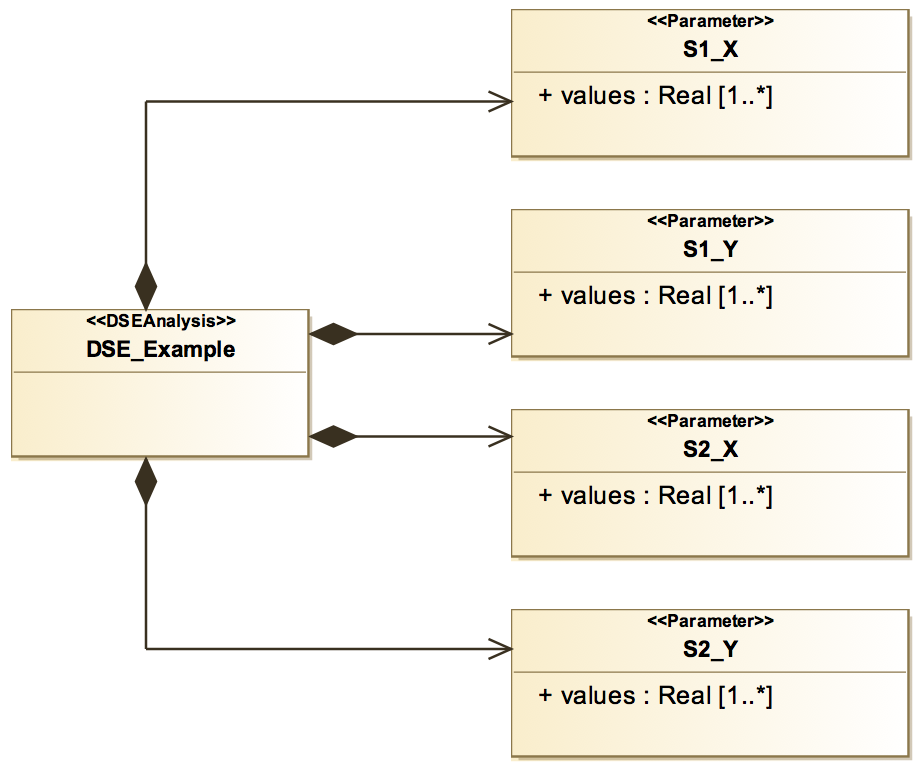 <<Parameter>>
S1_X
+ values : Real [1..*]
<<Parameter>>
S1_Y
+ values : Real [1..*]
<<DSEAnalysis>>
DSE_Example
<<Parameter>>
S2_X
+ values : Real [1..*]
<<Parameter>>
S2_Y
+ values : Real [1..*]